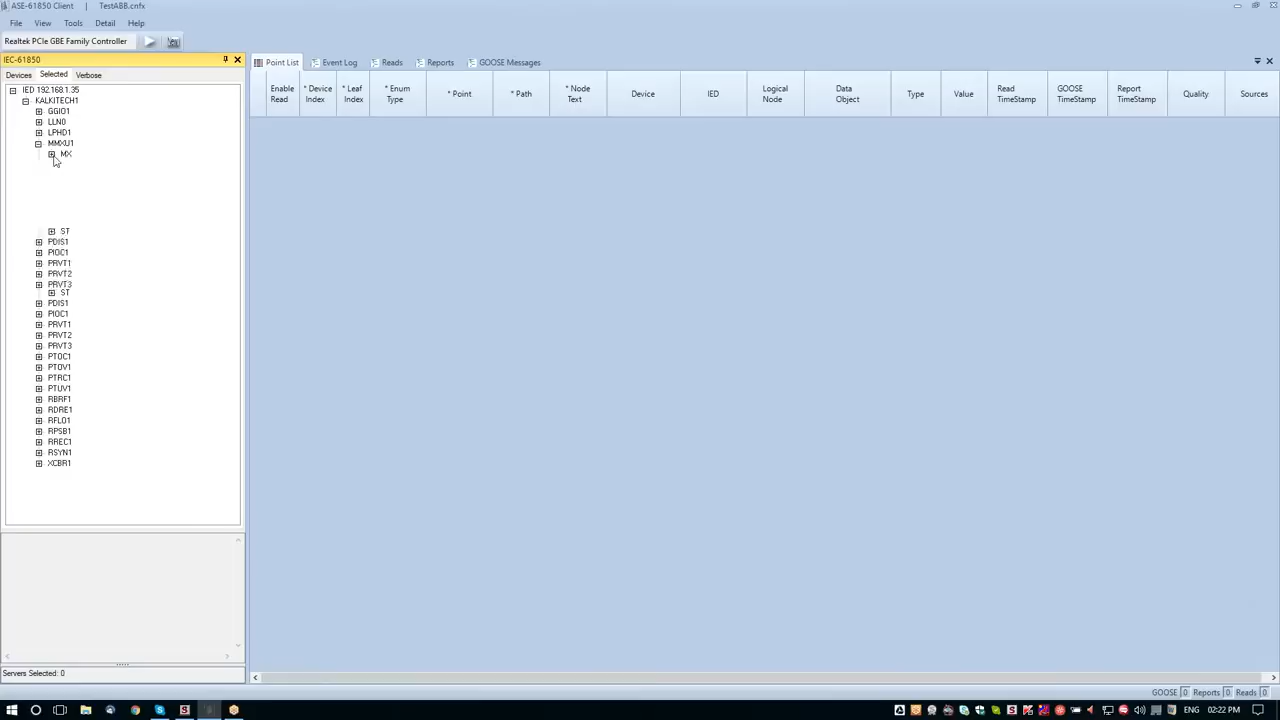 ASE-61850 Client | TestABB.cnfx
File View Tools Detail Help
Realtek PCIe GBE Family Controller
IEC-61850
Devices Selected Verbose
IED 192.168.1.35
KALKITECH1
GGIO1
LLN0
LPHD1
MMXU1
MX
ST
PDIS1
PIOC1
PRVT1
PRVT2
PRVT3
ST
PDIS1
PIOC1
PRVT1
PRVT2
PRVT3
PTOC1
PTOV1
PTRC1
PTUV1
RBRF1
RDRE1
RFLO1
RPSB1
RREC1
RSYN1
XCBR1
Servers Selected: 0
Point List Event Log Reads Reports GOOSE Messages
Enable Read
* Device Index
* Leaf Index
* Enum Type
* Point
* Path
* Node Text
Device
IED
Logical Node
Data Object
Type
Value
Read TimeStamp
GOOSE TimeStamp
Report TimeStamp
Quality
Sources
GOOSE 0 Reports 0 Reads 0
ENG 02:22 PM